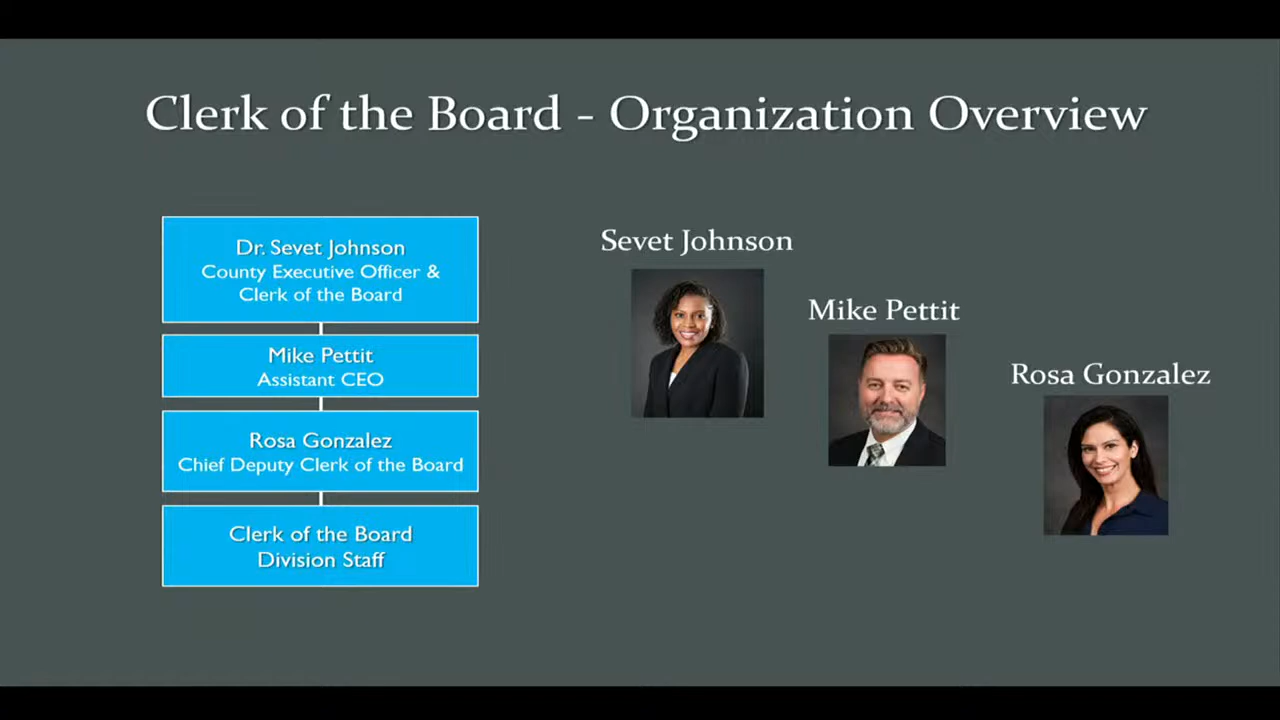 Clerk of the Board - Organization Overview
Dr. Sevet Johnson
County Executive Officer &
Clerk of the Board
Mike Pettit
Assistant CEO
Rosa Gonzalez
Chief Deputy Clerk of the Board
Clerk of the Board
Division Staff
Sevet Johnson
Mike Pettit
Rosa Gonzalez